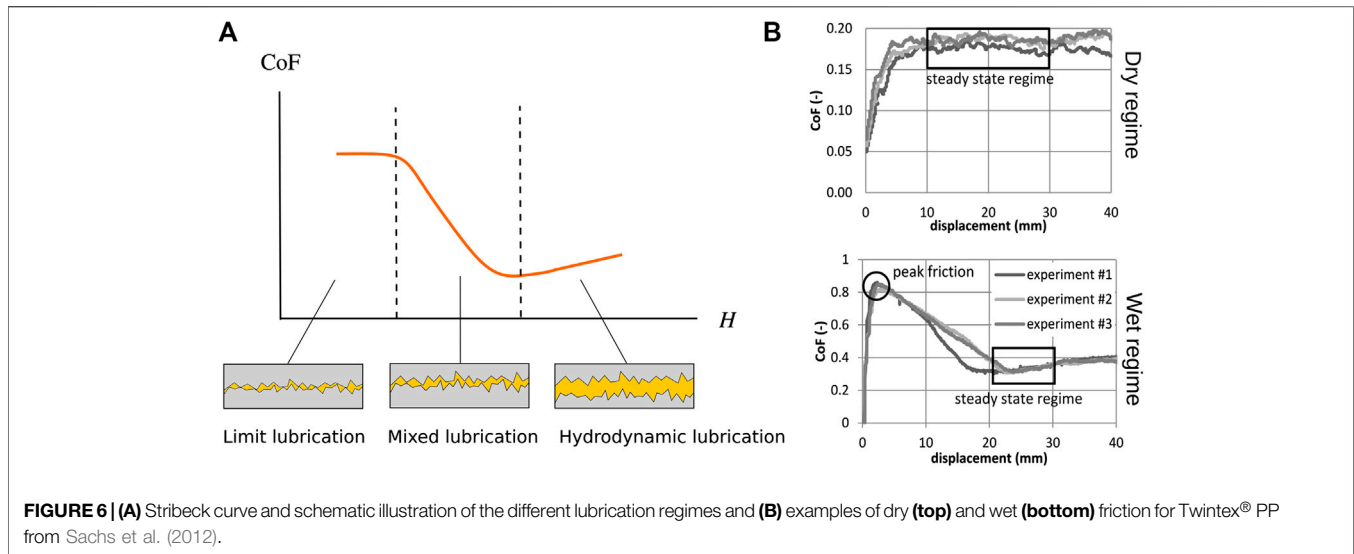 A
CoF
H
Limit lubrication
Mixed lubrication
Hydrodynamic lubrication
B
0.20
0.15
0.10
0.05
0.00
CoF (-)
steady state regime
0 10 20 30 40
displacement (mm)
Dry regime
1
0.8
0.6
0.4
0.2
0
CoF (-)
peak friction
experiment #1
experiment #2
experiment #3
steady state regime
0 10 20 30 40
displacement (mm)
Wet regime
FIGURE 6 | (A) Stribeck curve and schematic illustration of the different lubrication regimes and (B) examples of dry (top) and wet (bottom) friction for Twintex® PP
from Sachs et al. (2012).